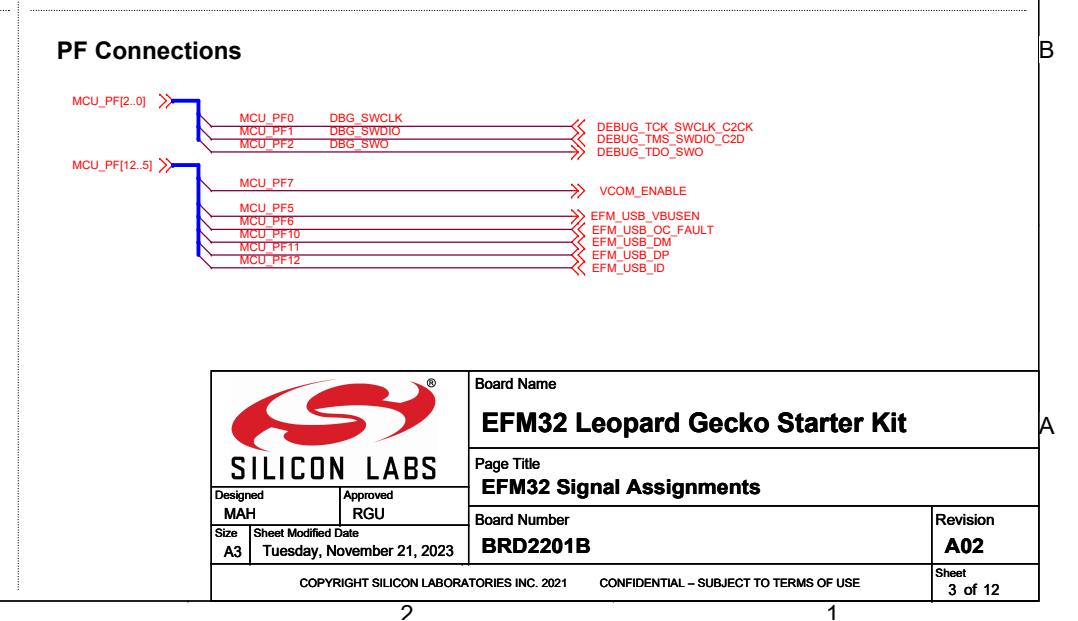 B
PF Connections
MCU_PF[2..0]
MCU_PF0 DBG_SWCLK DEBUG_TCK_SWCLK_C2CK
MCU_PF1 DBG_SWDIO DEBUG_TMS_SWDIO_C2D
MCU_PF2 DBG_SWO DEBUG_TDO_SWO
MCU_PF[12..5]
MCU_PF7 VCOM_ENABLE
MCU_PF5 EFM_USB_VBUSEN
MCU_PF6 EFM_USB_OC_FAULT
MCU_PF10 EFM_USB_DM
MCU_PF11 EFM_USB_DP
MCU_PF12 EFM_USB_ID
®
SILICON LABS
Board Name
EFM32 Leopard Gecko Starter Kit
A
Page Title
EFM32 Signal Assignments
Designed Approved
MAH RGU
Size Sheet Modified Date
A3 Tuesday, November 21, 2023
Board Number
BRD2201B
Revision
A02
COPYRIGHT SILICON LABORATORIES INC. 2021 CONFIDENTIAL – SUBJECT TO TERMS OF USE
Sheet
3 of 12
2 1